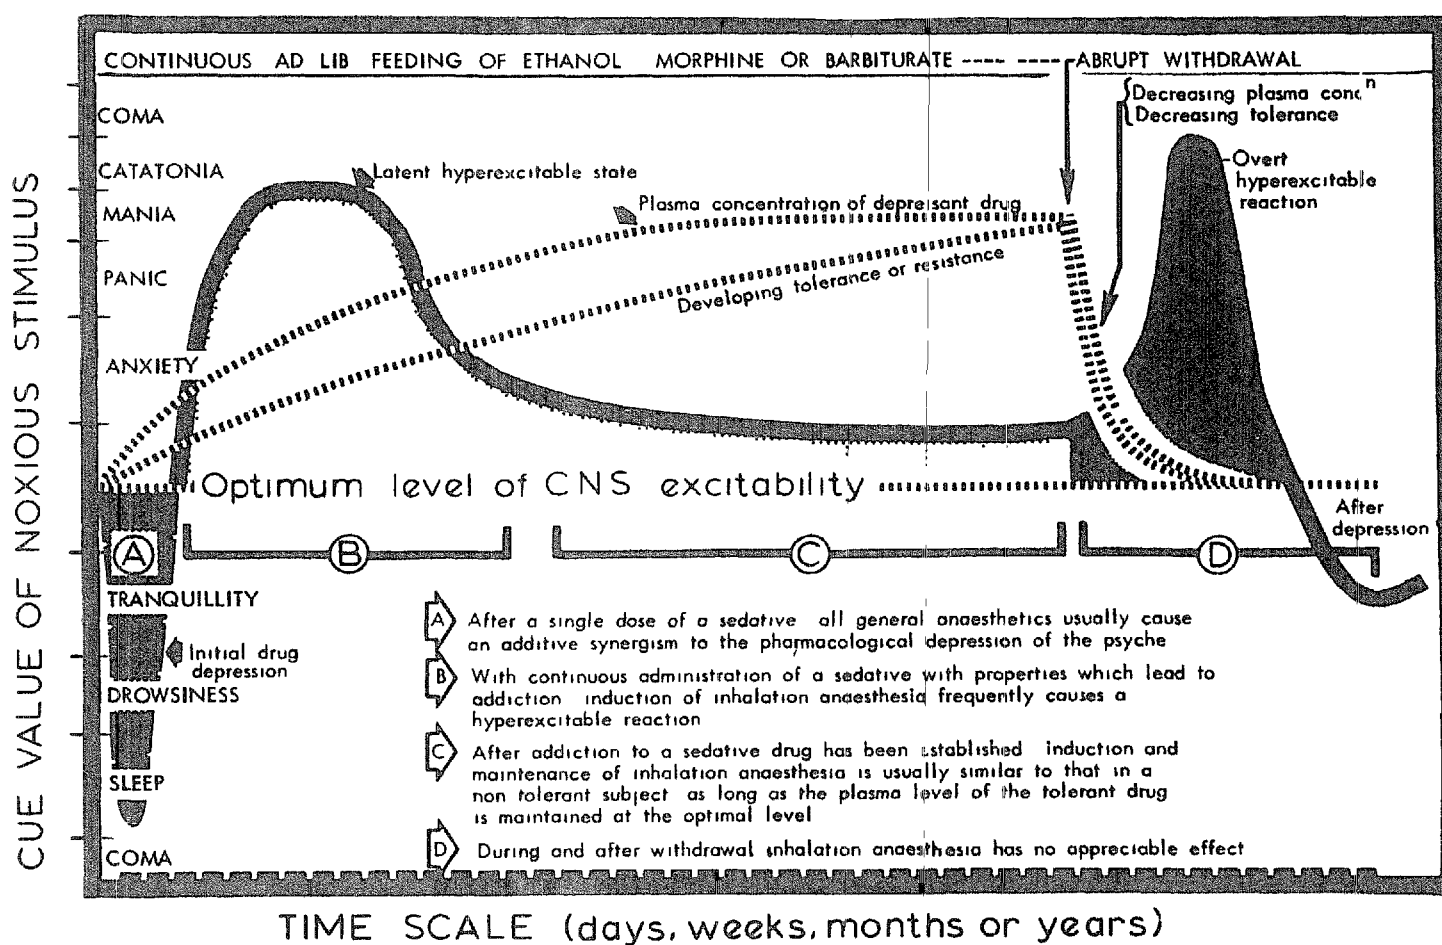 CONTINUOUS AD LIB FEEDING OF ETHANOL MORPHINE OR BARBITURATE ---- ------ABRUPT WITHDRAWAL
{Decreasing plasma concⁿ
{Decreasing tolerance
COMA
CATATONIA
Latent hyperexcitable state
Overt
hyperexcitable
reaction
MANIA
Plasma concentration of depressant drug
PANIC
Developing tolerance or resistance
ANXIETY
Optimum level of CNS excitability
After
depression
A
B
C
D
TRANQUILLITY
Initial drug
depression
DROWSINESS
SLEEP
COMA
A After a single dose of a sedative all general anaesthetics usually cause
an additive synergism to the pharmacological depression of the psyche
B With continuous administration of a sedative with properties which lead to
addiction induction of inhalation anaesthesia frequently causes a
hyperexcitable reaction
C After addiction to a sedative drug has been established induction and
maintenance of inhalation anaesthesia is usually similar to that in a
non tolerant subject as long as the plasma level of the tolerant drug
is maintained at the optimal level
D During and after withdrawal inhalation anaesthesia has no appreciable effect
CUE VALUE OF NOXIOUS STIMULUS
TIME SCALE (days, weeks, months or years)